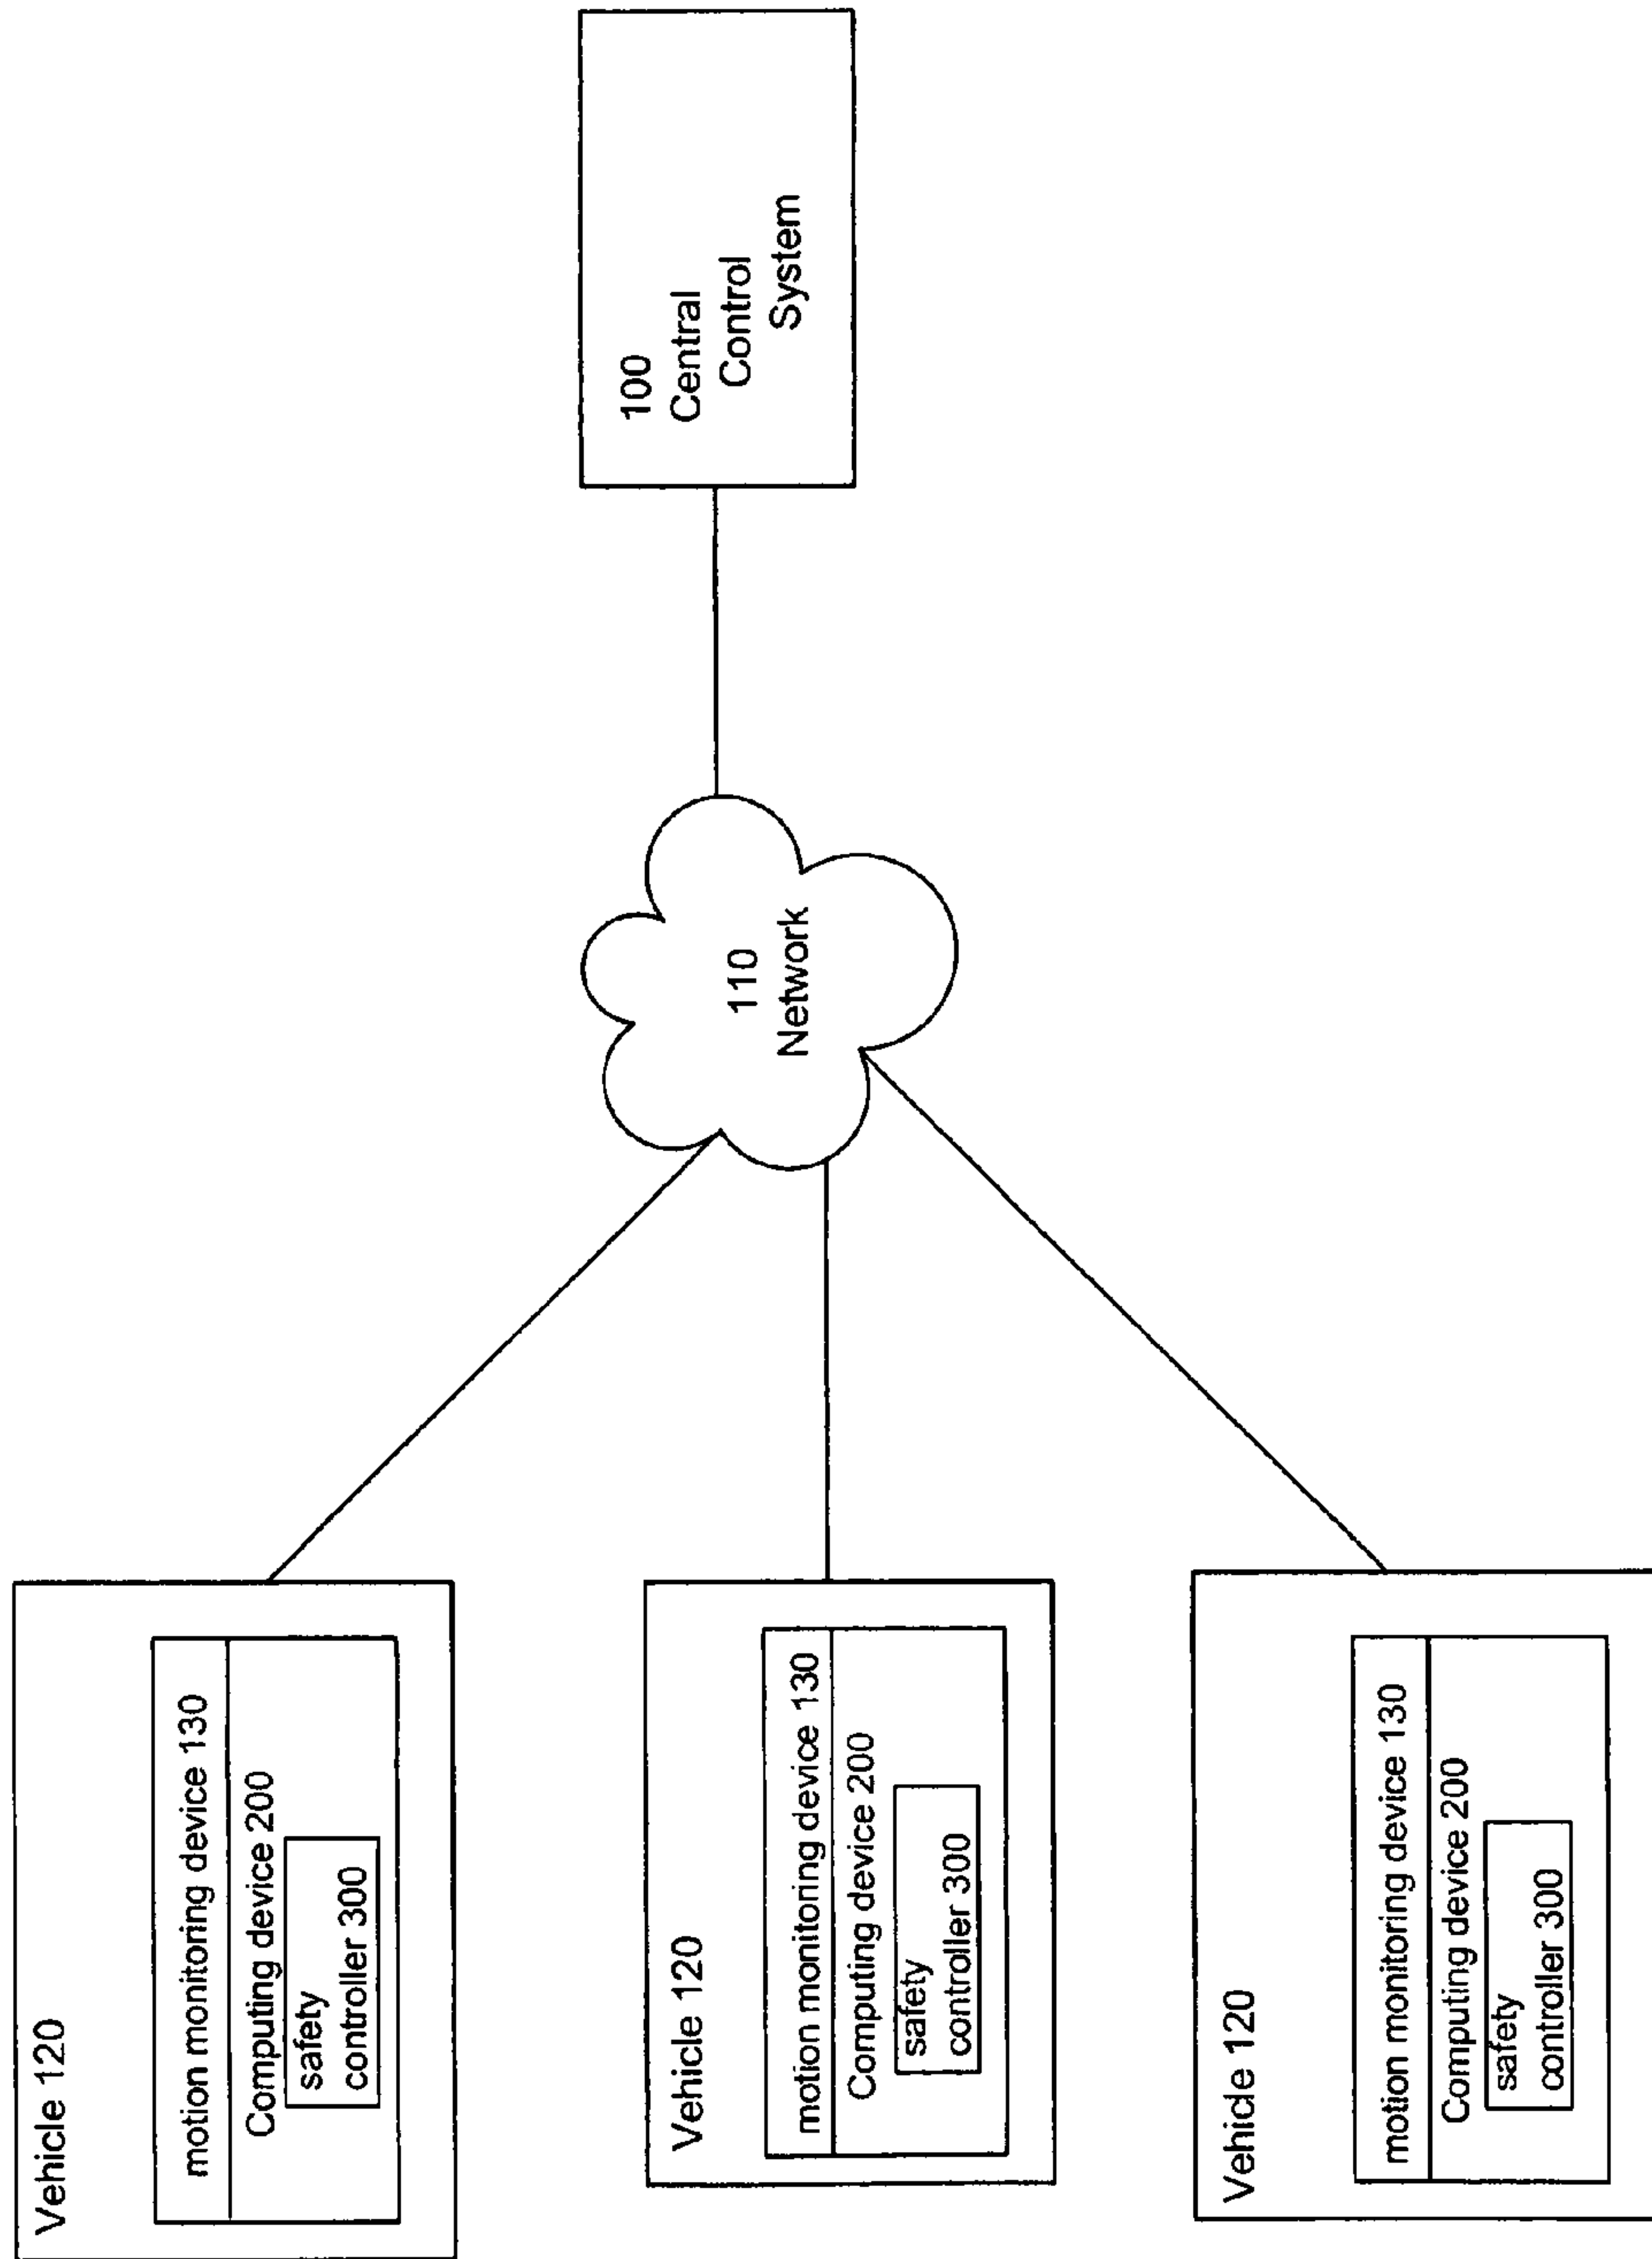 Vehicle 120
motion monitoring device 130
Computing device 200
safety
controller 300
Vehicle 120
motion monitoring device 130
Computing device 200
safety
controller 300
Vehicle 120
motion monitoring device 130
Computing device 200
safety
controller 300
110
Network
100
Central
Control
System